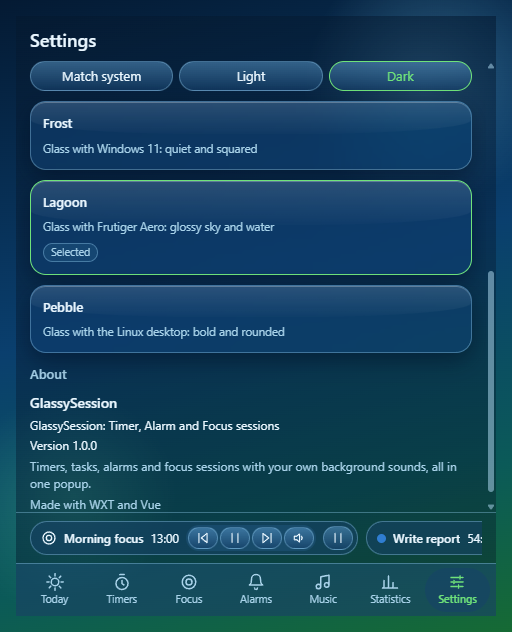 Settings
Match system
Light
Dark
Frost
Glass with Windows 11: quiet and squared
Lagoon
Glass with Frutiger Aero: glossy sky and water
Selected
Pebble
Glass with the Linux desktop: bold and rounded
About
GlassySession
GlassySession: Timer, Alarm and Focus sessions
Version 1.0.0
Timers, tasks, alarms and focus sessions with your own background sounds, all in
one popup.
Made with WXT and Vue
Morning focus 13:00
Write report 54:
Today
Timers
Focus
Alarms
Music
Statistics
Settings